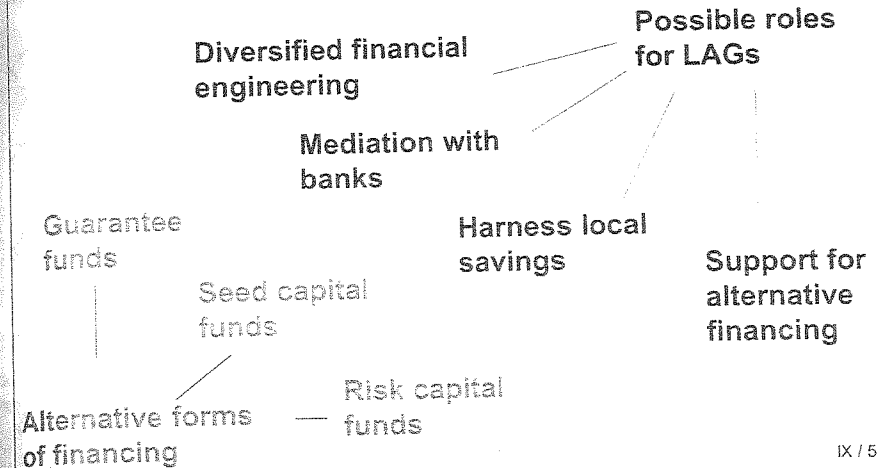 Possible roles
for LAGs
Diversified financial
engineering
Mediation with
banks
Harness local
savings
Support for
alternative
financing
Guarantee
funds
Seed capital
funds
Risk capital
funds
Alternative forms
of financing
IX / 5